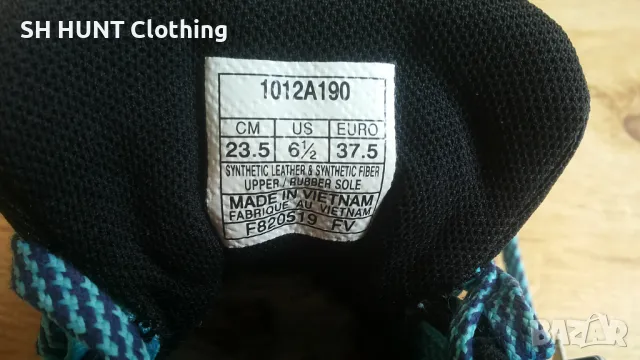 SH HUNT Clothing
1012A190
CM US EURO
23.5 6½ 37.5
SYNTHETIC LEATHER & SYNTHETIC FIBER
UPPER / RUBBER SOLE
MADE IN VIETNAM
FABRIQUE AU VIETNAM
F820519 FV
BAZAR